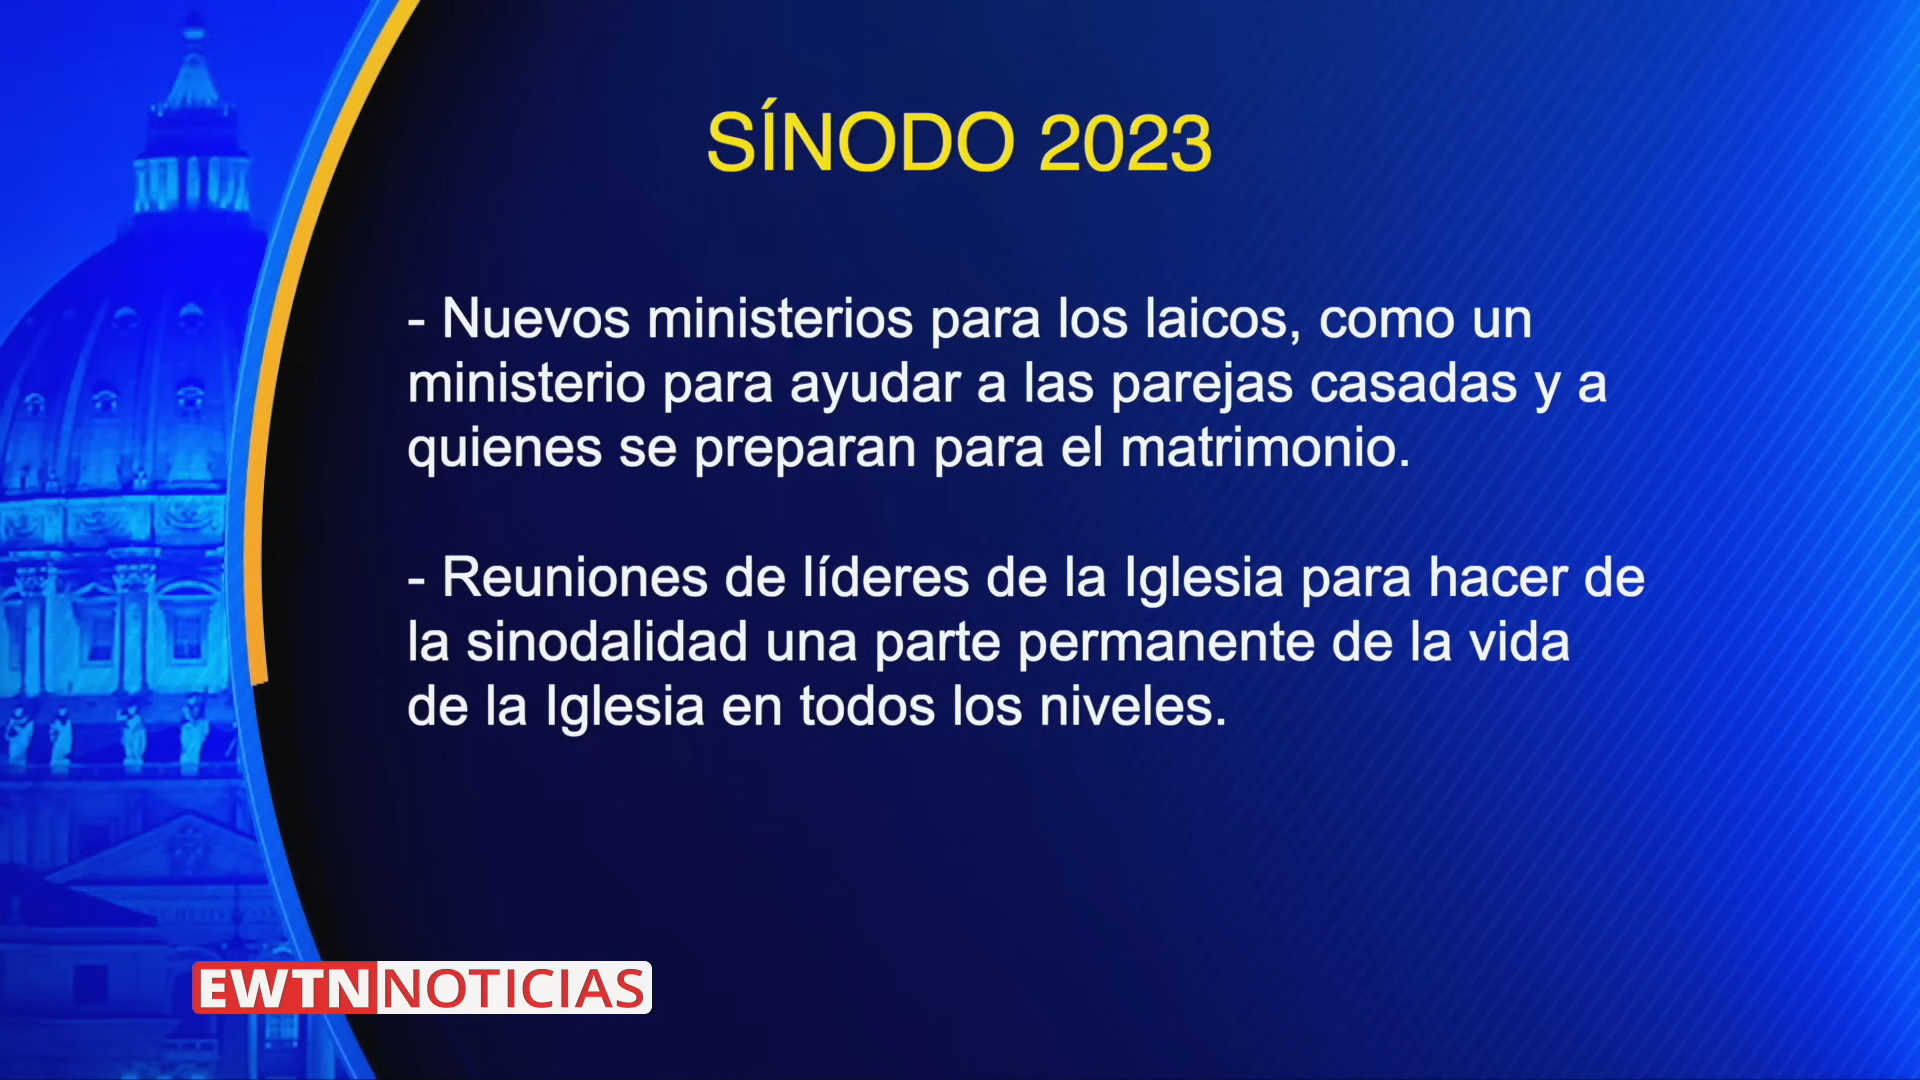 SÍNODO 2023
- Nuevos ministerios para los laicos, como un
ministerio para ayudar a las parejas casadas y a
quienes se preparan para el matrimonio.
- Reuniones de líderes de la Iglesia para hacer de
la sinodalidad una parte permanente de la vida
de la Iglesia en todos los niveles.
EWTN NOTICIAS